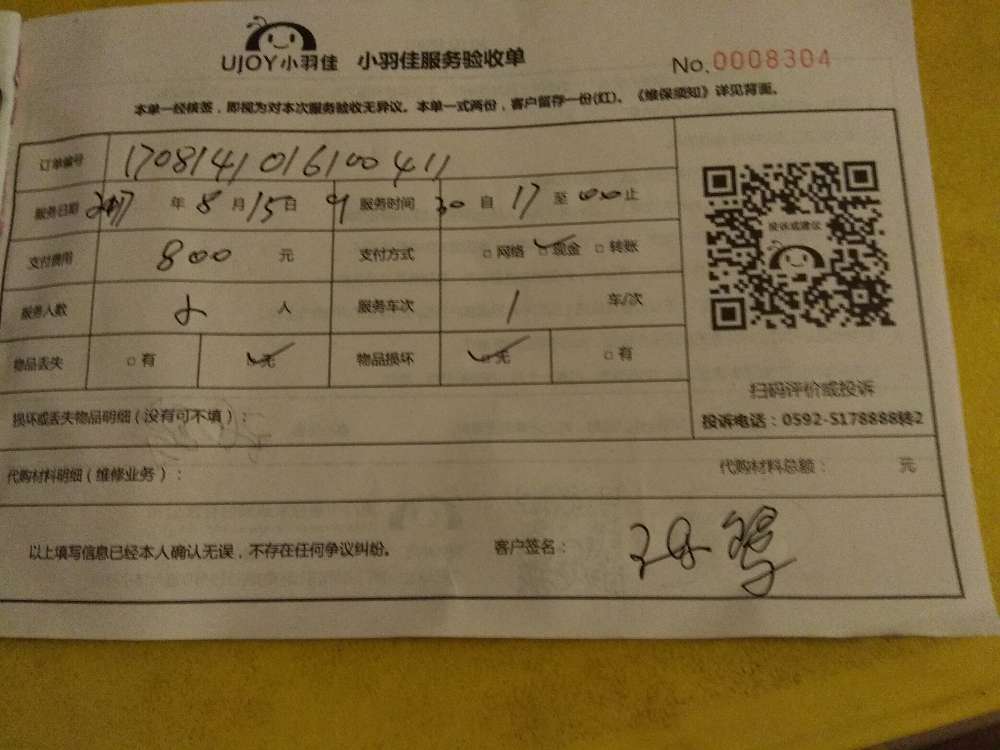 UJOY小羽佳 小羽佳服务验收单 No.0008304
本单一经核签，即视为对本次服务验收无异议。本单一式两份，客户留存一份(红)。《维保须知》详见背面。
订单编号 170814101610041 1
服务日期 2017 年 8 月 15 日 9 服务时间 30 自 17 至 00 止
投诉或建议
支付费用 800 元 支付方式 □ 网络 □ 现金 □ 转账
服务人数 人 服务车次 1 车/次
物品丢失 □ 有 □ 无 物品损坏 □ 无 □ 有
扫码评价或投诉
损坏或丢失物品明细（没有可不填）： 投诉电话：0592-5178888转2
代购材料明细（维修业务）： 代购材料总额： 元
以上填写信息已经本人确认无误，不存在任何争议纠纷。 客户签名：